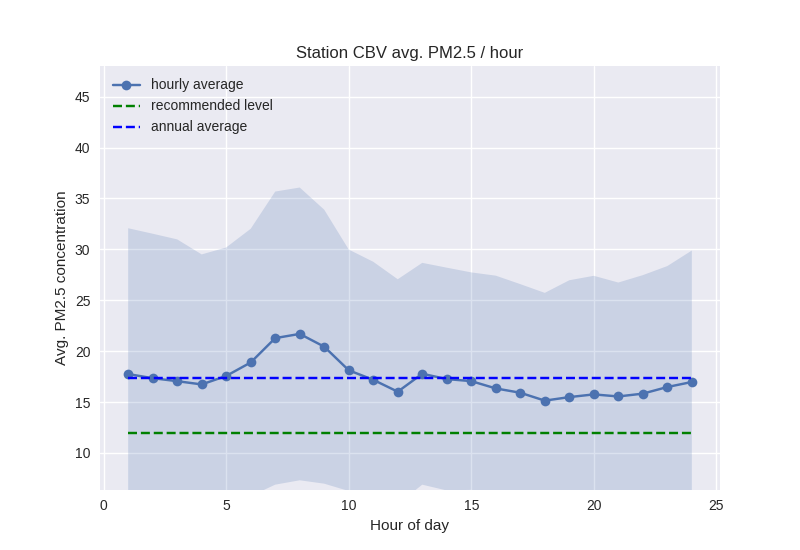 Station CBV avg. PM2.5 / hour
hourly average
recommended level
annual average
Avg. PM2.5 concentration
45
40
35
30
25
20
15
10
0 5 10 15 20 25
Hour of day